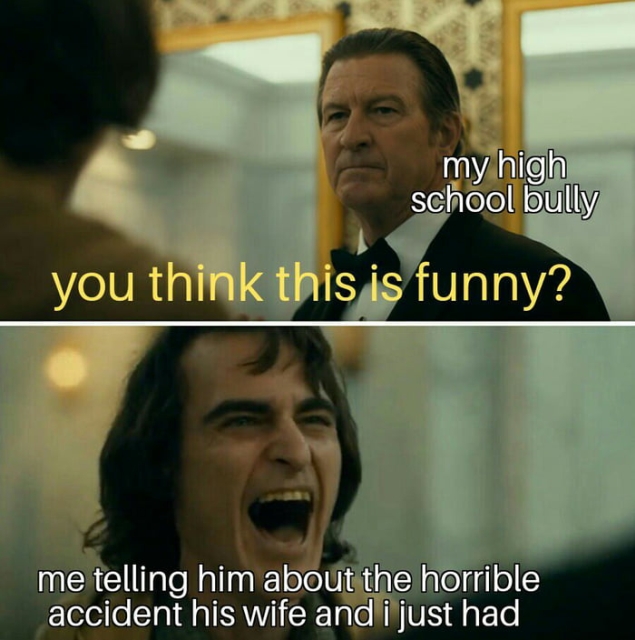 my high
school bully
you think this is funny?
me telling him about the horrible
accident his wife and i just had